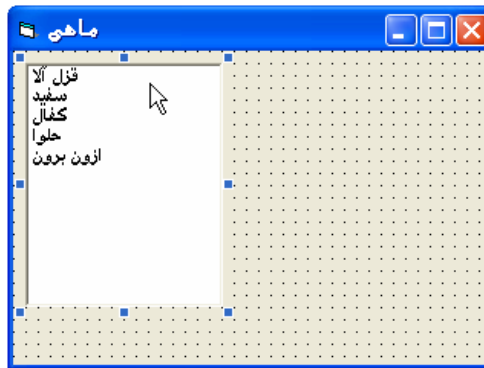 ماهی
قزل آلا
سفید
کفال
حلوا
ازون برون